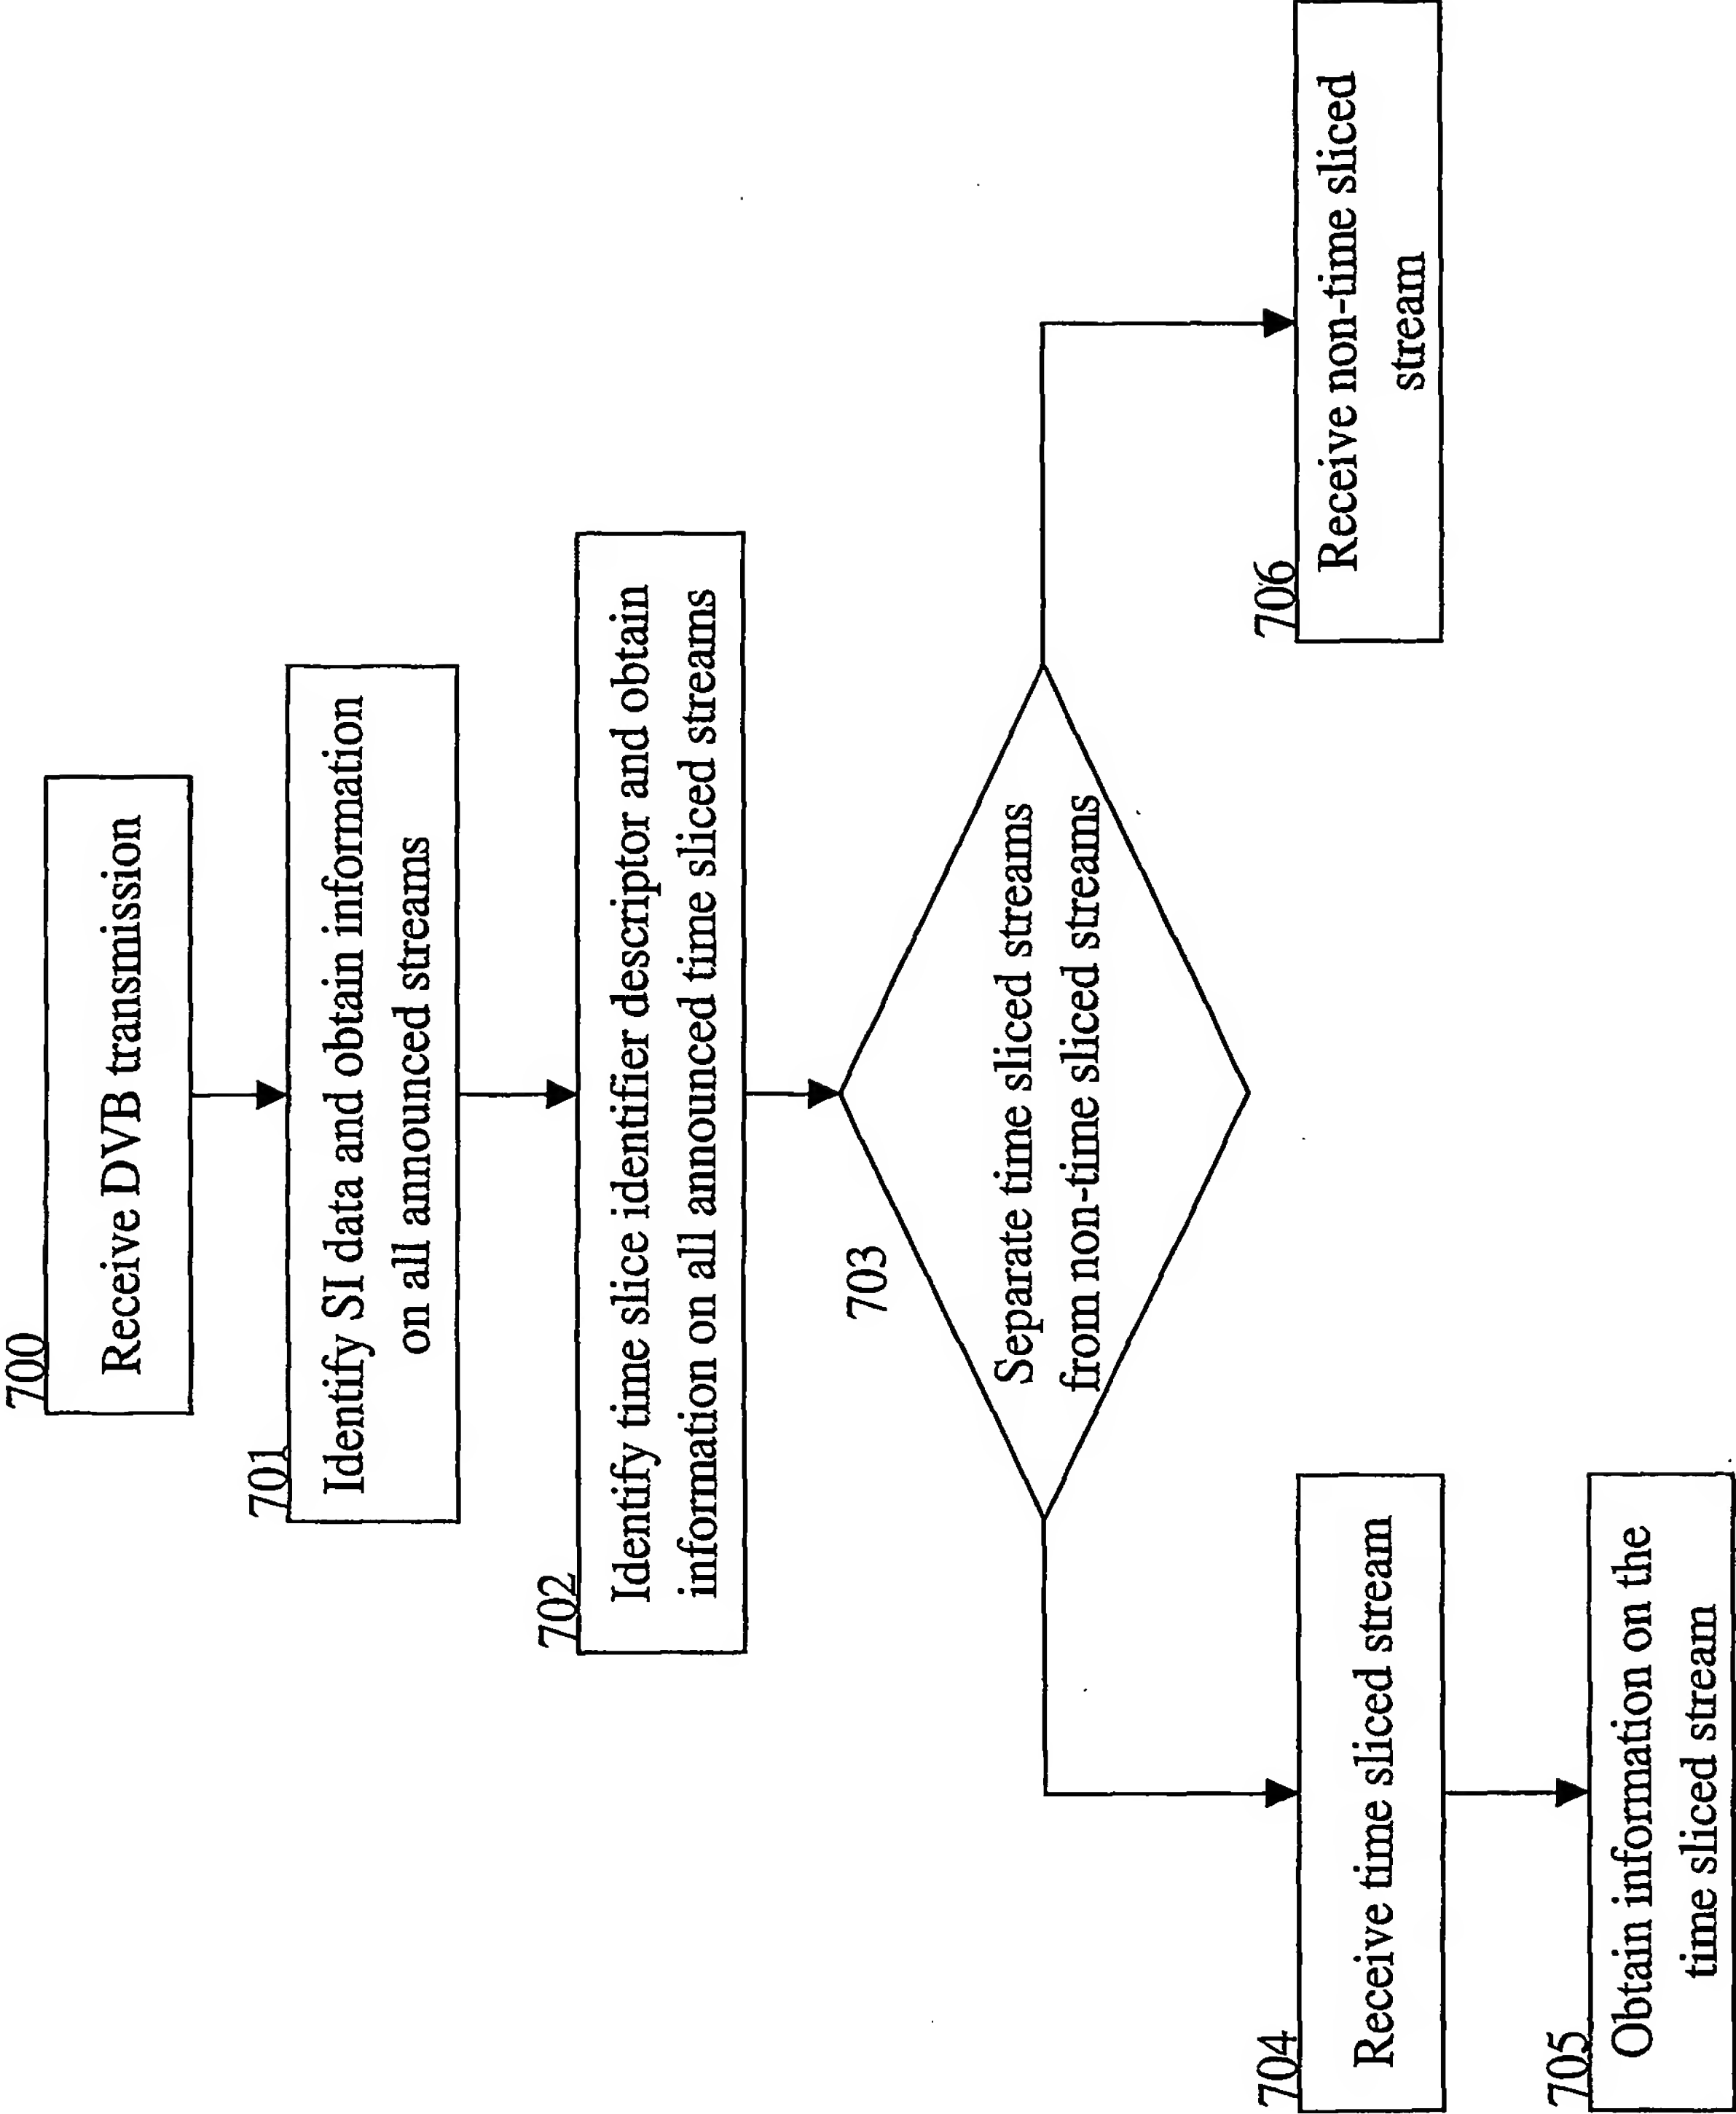 700
Receive DVB transmission
701
Identify SI data and obtain information
on all announced streams
702
Identify time slice identifier descriptor and obtain
information on all announced time sliced streams
703
Separate time sliced streams
from non-time sliced streams
704
Receive time sliced stream
705
Obtain information on the
time sliced stream
706
Receive non-time sliced
stream